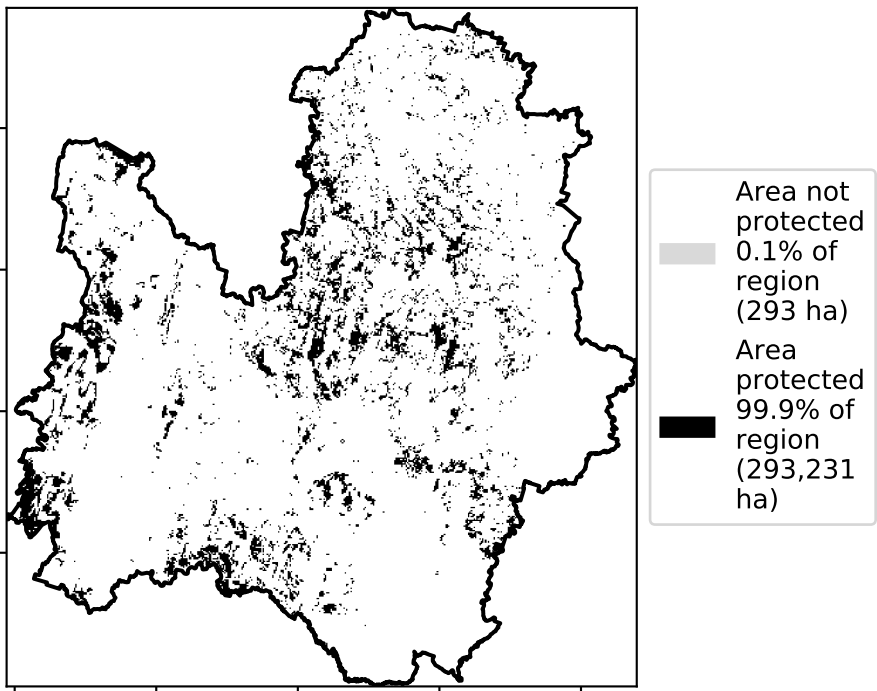 Area not
protected
0.1% of
region
(293 ha)
Area
protected
99.9% of
region
(293,231
ha)